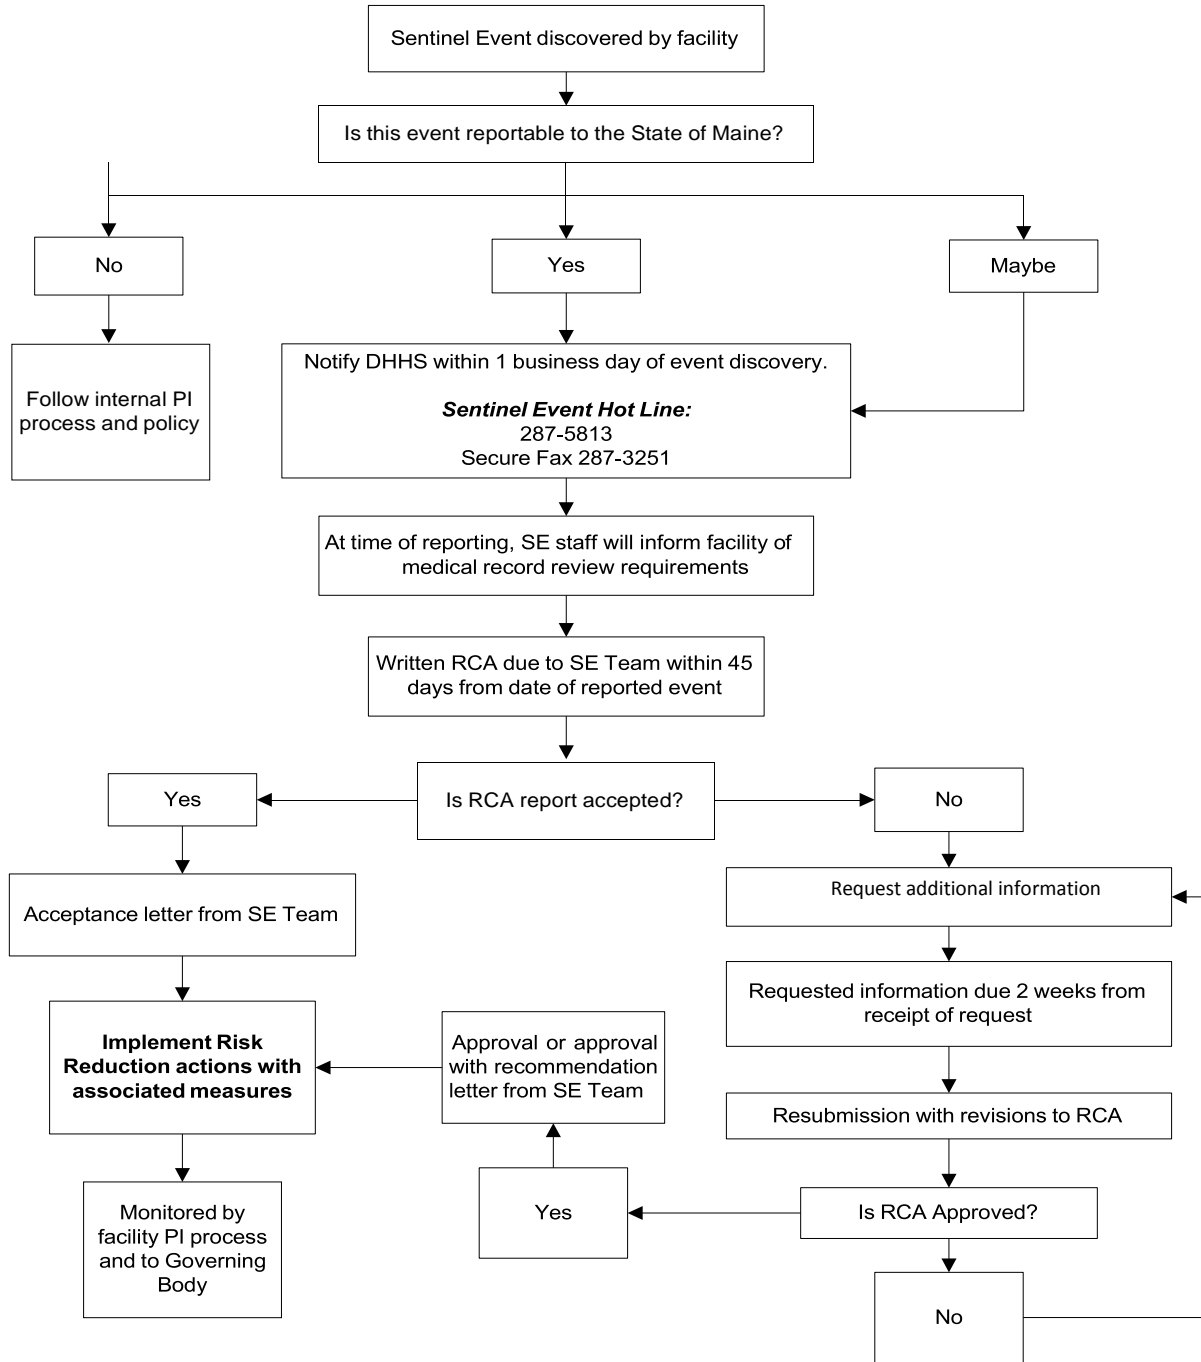 Sentinel Event discovered by facility
Is this event reportable to the State of Maine?
No
Yes
Maybe
Follow internal PI
process and policy
Notify DHHS within 1 business day of event discovery.
Sentinel Event Hot Line:
287-5813
Secure Fax 287-3251
At time of reporting, SE staff will inform facility of
medical record review requirements
Written RCA due to SE Team within 45
days from date of reported event
Is RCA report accepted?
Yes
No
Acceptance letter from SE Team
Request additional information
Requested information due 2 weeks from
receipt of request
Implement Risk
Reduction actions with
associated measures
Approval or approval
with recommendation
letter from SE Team
Resubmission with revisions to RCA
Is RCA Approved?
Yes
Monitored by
facility PI process
and to Governing
Body
No